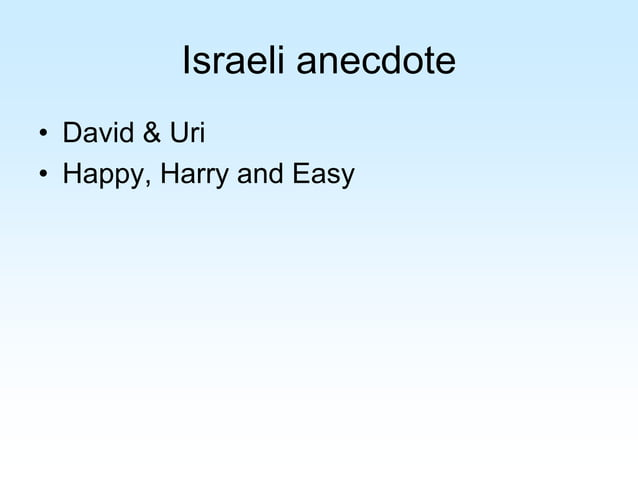 Israeli anecdote
• David & Uri
• Happy, Harry and Easy